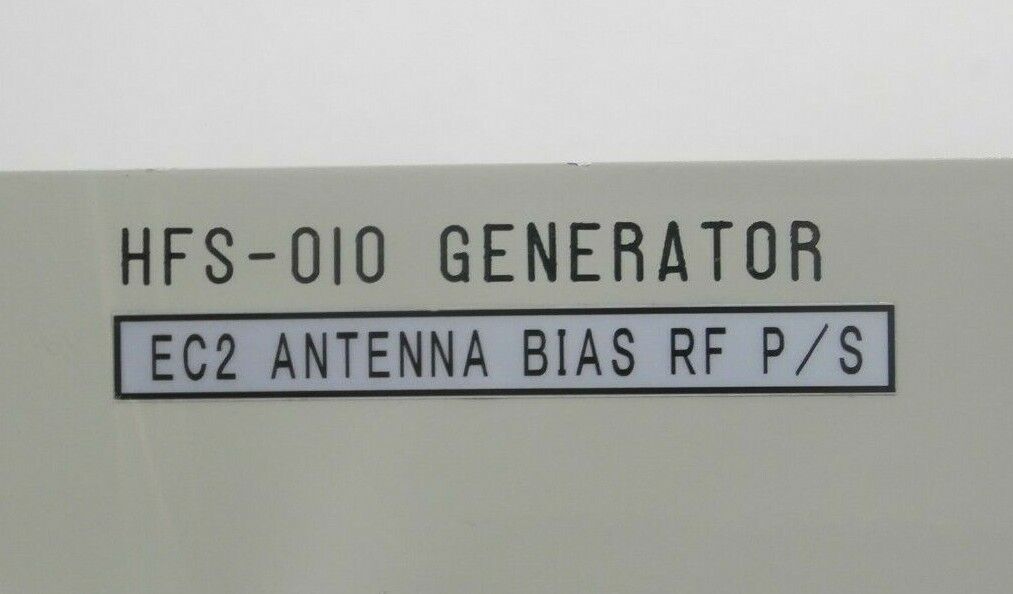 HFS-010 GENERATOR
EC2 ANTENNA BIAS RF P/S